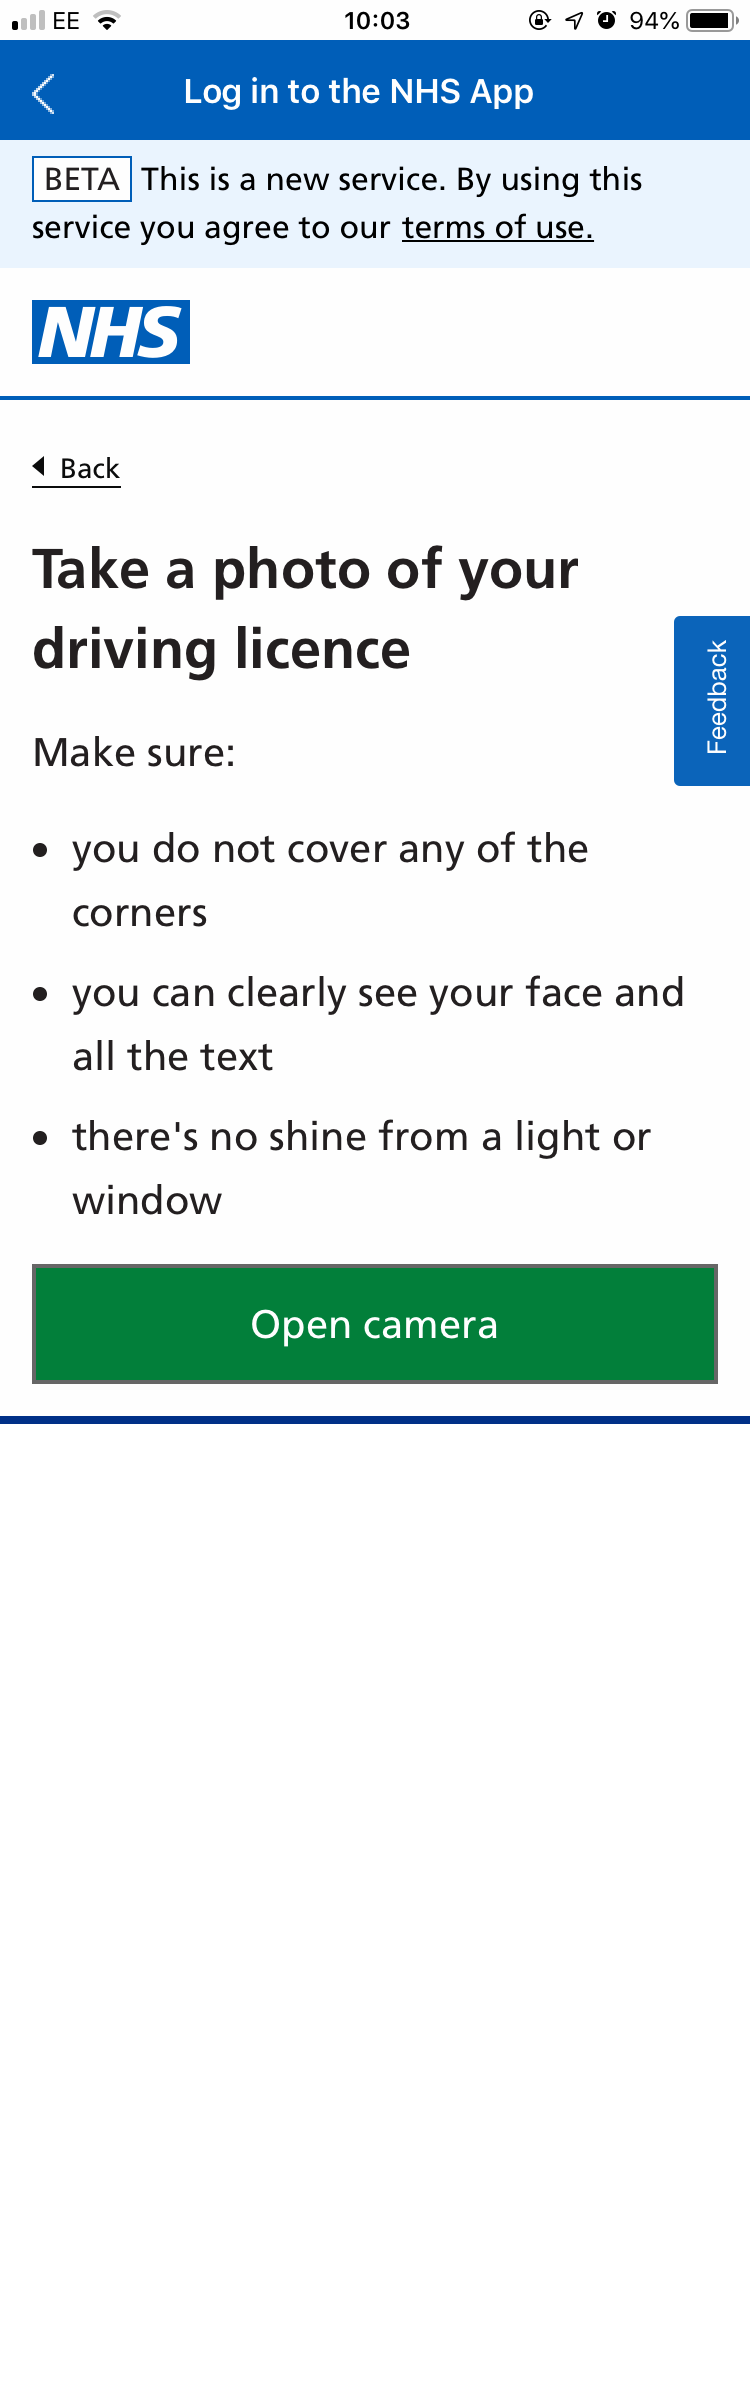 EE 10:03 94%
Log in to the NHS App
BETA This is a new service. By using this
service you agree to our terms of use.
NHS
Back
Take a photo of your
driving licence
Feedback
Make sure:
• you do not cover any of the
corners
• you can clearly see your face and
all the text
• there's no shine from a light or
window
Open camera